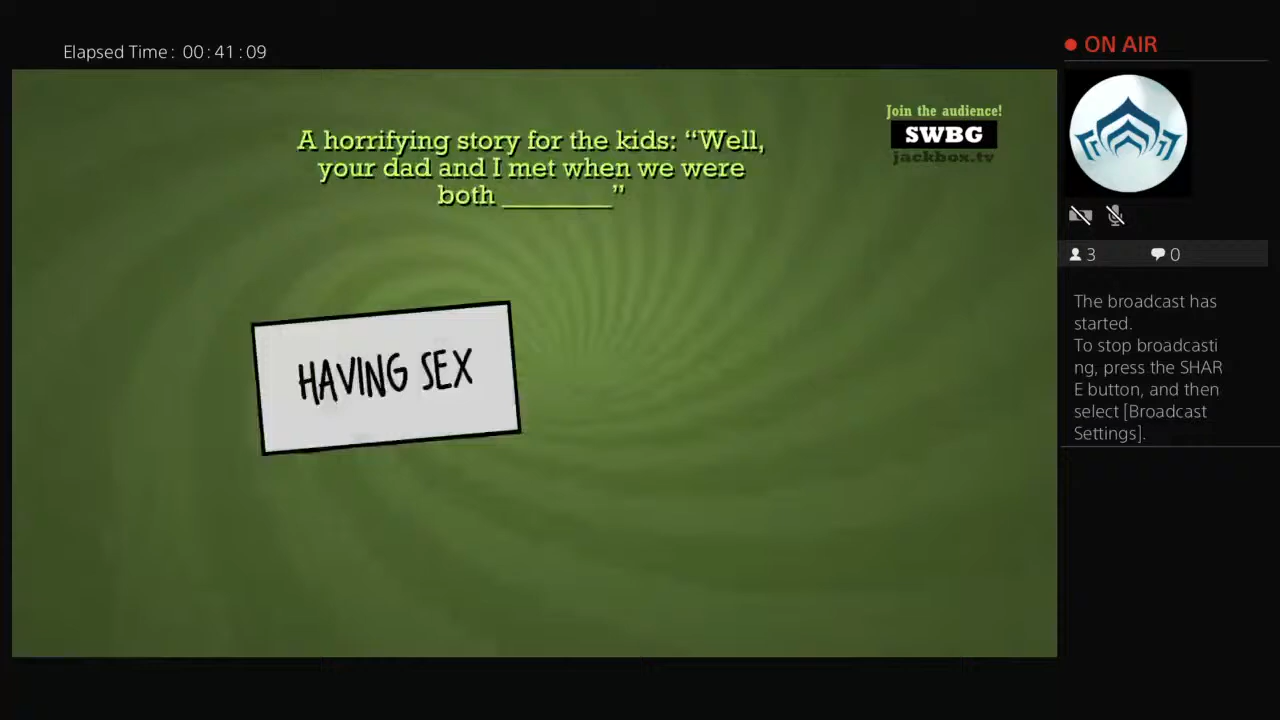 Elapsed Time: 00:41:09
ON AIR
A horrifying story for the kids: “Well,
your dad and I met when we were
both ________”
Join the audience!
SWBG
jackbox.tv
HAVING SEX
3
0
The broadcast has
started.
To stop broadcasti
ng, press the SHAR
E button, and then
select [Broadcast
Settings].